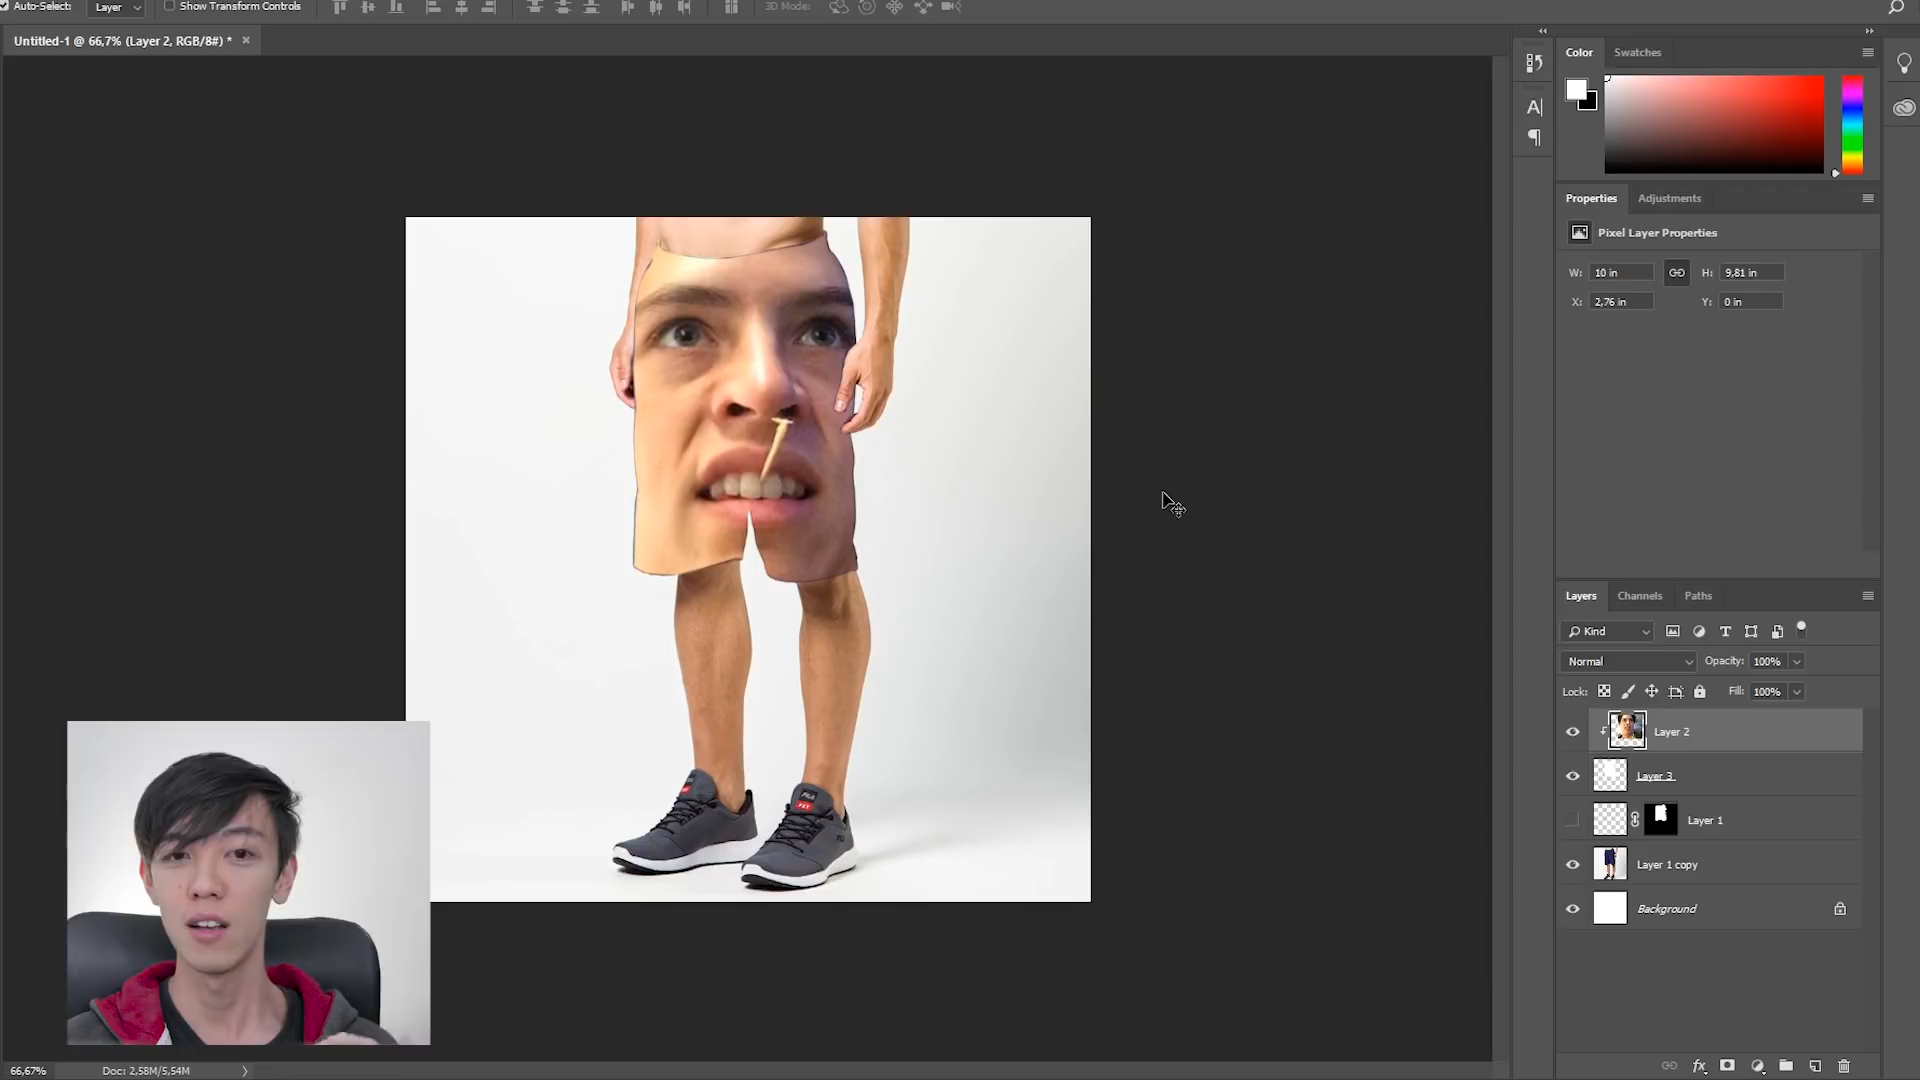 Auto-Select:
Layer
Show Transform Controls
3D Mode:
Untitled-1 @ 66,7% (Layer 2, RGB/8#) *
Color
Swatches
Properties
Adjustments
Pixel Layer Properties
W: 10 in
H: 9,81 in
X: 2,76 in
Y: 0 in
Layers
Channels
Paths
Kind
Normal
Opacity: 100%
Lock:
Fill: 100%
Layer 2
Layer 3
Layer 1
Layer 1 copy
Background
66,67%
Doc: 2,58M/5,54M